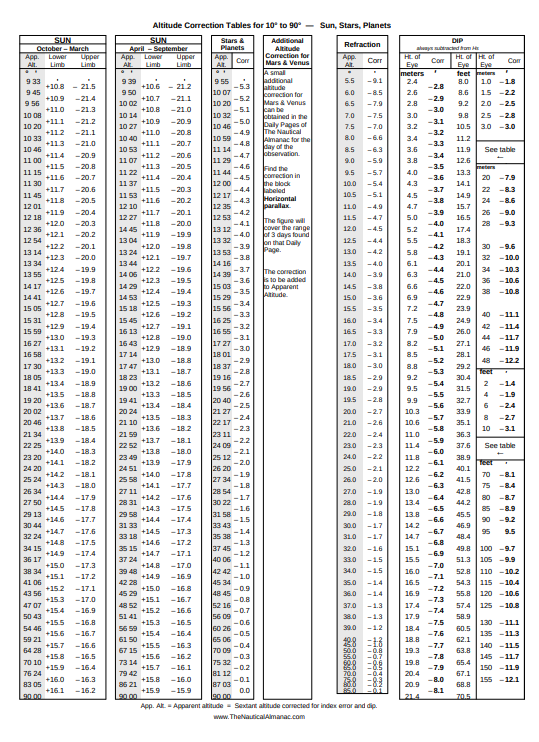 Altitude Correction Tables for 10° to 90° — Sun, Stars, Planets
SUN
October – March
App. Alt. Lower Limb Upper Limb
° ' ' '
9 45 9 56 10 08 10 20 10 33 10 46 11 00 11 15 11 30 11 45 12 01 12 18 12 36 12 54 13 14 13 34 13 55 14 17 14 41 15 05 15 31 15 59 16 27 16 58 17 30 18 05 18 41 19 20 20 02 20 46 21 34 22 25 23 20 24 20 25 24 26 34 27 50 29 13 30 44 32 24 34 15 36 17 38 34 41 06 43 56 47 07 50 43 54 46 59 21 64 28 70 10 76 24 83 05 90 00
+10.8 +10.9 +11.0 +11.1 +11.2 +11.3 +11.4 +11.5 +11.6 +11.7 +11.8 +11.9 +12.0 +12.1 +12.2 +12.3 +12.4 +12.5 +12.6 +12.7 +12.8 +12.9 +13.0 +13.1 +13.2 +13.3 +13.4 +13.5 +13.6 +13.7 +13.8 +13.9 +14.0 +14.1 +14.2 +14.3 +14.4 +14.5 +14.6 +14.7 +14.8 +14.9 +15.0 +15.1 +15.2 +15.3 +15.4 +15.5 +15.6 +15.7 +15.8 +15.9 +16.0 +16.1
−21.5 −21.4 −21.3 −21.2 −21.1 −21.0 −20.9 −20.8 −20.7 −20.6 −20.5 −20.4 −20.3 −20.2 −20.1 −20.0 −19.9 −19.8 −19.7 −19.6 −19.5 −19.4 −19.3 −19.2 −19.1 −19.0 −18.9 −18.8 −18.7 −18.6 −18.5 −18.4 −18.3 −18.2 −18.1 −18.0 −17.9 −17.8 −17.7 −17.6 −17.5 −17.4 −17.3 −17.2 −17.1 −17.0 −16.9 −16.8 −16.7 −16.6 −16.5 −16.4 −16.3 −16.2
SUN
April – September
App. Alt. Lower Limb Upper Limb
° ' ' '
9 39 9 50 10 02 10 14 10 27 10 40 10 53 11 07 11 22 11 37 11 53 12 10 12 27 12 45 13 04 13 24 13 44 14 06 14 29 14 53 15 18 15 45 16 13 16 43 17 14 17 47 18 23 19 00 19 41 20 24 21 10 21 59 22 52 23 49 24 51 25 58 27 11 28 31 29 58 31 33 33 18 35 15 37 24 39 48 42 28 45 29 48 52 52 41 57 00 61 50 67 15 73 14 79 42 86 31 90 00
+10.6 +10.7 +10.8 +10.9 +11.0 +11.1 +11.2 +11.3 +11.4 +11.5 +11.6 +11.7 +11.8 +11.9 +12.0 +12.1 +12.2 +12.3 +12.4 +12.5 +12.6 +12.7 +12.8 +12.9 +13.0 +13.1 +13.2 +13.3 +13.4 +13.5 +13.6 +13.7 +13.8 +13.9 +14.0 +14.1 +14.2 +14.3 +14.4 +14.5 +14.6 +14.7 +14.8 +14.9 +15.0 +15.1 +15.2 +15.3 +15.4 +15.5 +15.6 +15.7 +15.8 +15.9
−21.2 −21.1 −21.0 −20.9 −20.8 −20.7 −20.6 −20.5 −20.4 −20.3 −20.2 −20.1 −20.0 −19.9 −19.8 −19.7 −19.6 −19.5 −19.4 −19.3 −19.2 −19.1 −19.0 −18.9 −18.8 −18.7 −18.6 −18.5 −18.4 −18.3 −18.2 −18.1 −18.0 −17.9 −17.8 −17.7 −17.6 −17.5 −17.4 −17.3 −17.2 −17.1 −17.0 −16.9 −16.8 −16.7 −16.6 −16.5 −16.4 −16.3 −16.2 −16.1 −16.0 −15.9
Stars & Planets
App. Alt. Corr
9 55 10 07 10 20 10 32 10 46 10 59 11 14 11 29 11 44 12 00 12 17 12 35 12 53 13 12 13 32 13 53 14 16 14 39 15 03 15 29 15 56 16 25 16 55 17 27 18 01 18 37 19 16 19 56 20 40 21 27 22 17 23 11 24 09 25 12 26 20 27 34 28 54 30 22 31 58 33 43 35 38 37 45 40 06 42 42 45 34 48 45 52 16 56 09 60 26 65 06 70 09 75 32 81 12 87 03 90 00
−5.3 −5.2 −5.1 −5.0 −4.9 −4.8 −4.7 −4.6 −4.5 −4.4 −4.3 −4.2 −4.1 −4.0 −3.9 −3.8 −3.7 −3.6 −3.5 −3.4 −3.3 −3.2 −3.1 −3.0 −2.9 −2.8 −2.7 −2.6 −2.5 −2.4 −2.3 −2.2 −2.1 −2.0 −1.9 −1.8 −1.7 −1.6 −1.5 −1.4 −1.3 −1.2 −1.1 −1.0 −0.9 −0.8 −0.7 −0.6 −0.5 −0.4 −0.3 −0.2 −0.1 0.0
Additional
Altitude
Correction for
Mars & Venus
A small
additional
altitude
correction for
Mars & Venus
can be
obtained in the
Daily Pages of
The Nautical
Almanac for the
day of the
observation.
Find the
correction in
the block
labeled
Horizontal
parallax.
The figure will
cover the range
of 3 days found
on that Daily
Page.
The correction
is to be added
to Apparent
Altitude.
Refraction
App. Alt. Corr
° '
5.5 −9.1
6.0 −8.5
6.5 −7.9
7.0 −7.4
7.5 −7.0
8.0 −6.6
8.5 −6.3
9.0 −5.9
9.5 −5.6
10.0 −5.4
10.5 −5.1
11.0 −4.9
11.5 −4.7
12.0 −4.5
12.5 −4.4
13.0 −4.2
13.5 −4.0
14.0 −3.9
14.5 −3.8
15.0 −3.6
15.5 −3.5
16.0 −3.4
16.5 −3.3
17.0 −3.2
17.5 −3.1
18.0 −3.0
18.5 −2.9
19.0 −2.8
19.5 −2.8
20.0 −2.7
21.0 −2.6
22.0 −2.4
23.0 −2.3
24.0 −2.2
25.0 −2.1
26.0 −2.0
27.0 −1.9
28.0 −1.8
29.0 −1.8
30.0 −1.7
31.0 −1.7
32.0 −1.6
33.0 −1.5
34.0 −1.5
35.0 −1.4
36.0 −1.4
37.0 −1.3
38.0 −1.3
39.0 −1.2
40.0 −1.2
45.0 −1.0
50.0 −0.8
55.0 −0.7
60.0 −0.6
65.0 −0.5
70.0 −0.4
75.0 −0.3
80.0 −0.2
85.0 −0.1
DIP
always subtracted from Hs
Ht. of Eye Corr Ht. of Eye Ht. of Eye Corr
meters ' feet
2.4 2.6 2.8 3.0 3.2 3.4 3.6 3.8 4.0 4.3 4.5 4.7 5.0 5.2 5.5 5.8 6.1 6.3 6.6 6.9 7.2 7.5 7.9 8.2 8.5 8.8 9.2 9.5 9.9 10.3 10.6 11.0 11.4 11.8 12.2 12.6 13.0 13.4 13.8 14.2 14.7 15.1 15.5 16.0 16.5 16.9 17.4 17.9 18.4 18.8 19.3 19.8 20.4 20.9 21.4
−2.8 −2.9 −3.0 −3.1 −3.2 −3.3 −3.4 −3.5 −3.6 −3.7 −3.8 −3.9 −4.0 −4.1 −4.2 −4.3 −4.4 −4.5 −4.6 −4.7 −4.8 −4.9 −5.0 −5.1 −5.2 −5.3 −5.4 −5.5 −5.6 −5.7 −5.8 −5.9 −6.0 −6.1 −6.2 −6.3 −6.4 −6.5 −6.6 −6.7 −6.8 −6.9 −7.0 −7.1 −7.2 −7.3 −7.4 −7.5 −7.6 −7.7 −7.8 −7.9 −8.0 −8.1
8.0 8.6 9.2 9.8 10.5 11.2 11.9 12.6 13.3 14.1 14.9 15.7 16.5 17.4 18.3 19.1 20.1 21.0 22.0 22.9 23.9 24.9 26.0 27.1 28.1 29.2 30.4 31.5 32.7 33.9 35.1 36.3 37.6 38.9 40.1 41.5 42.8 44.2 45.5 46.9 48.4 49.8 51.3 52.8 54.3 55.8 57.4 58.9 60.5 62.1 63.8 65.4 67.1 68.8 70.5
meters '
1.0 −1.8
1.5 −2.2
2.0 −2.5
2.5 −2.8
3.0 −3.0
See table
←
meters
20 −7.9
22 −8.3
24 −8.6
26 −9.0
28 −9.3
30 −9.6
32 −10.0
34 −10.3
36 −10.6
38 −10.8
40 −11.1
42 −11.4
44 −11.7
46 −11.9
48 −12.2
feet '
2 −1.4
4 −1.9
6 −2.4
8 −2.7
10 −3.1
See table
←
feet '
70 −8.1
75 −8.4
80 −8.7
85 −8.9
90 −9.2
95 9.5
100 −9.7
105 −9.9
110 −10.2
115 −10.4
120 −10.6
125 −10.8
130 −11.1
135 −11.3
140 −11.5
145 −11.7
150 −11.9
155 −12.1
App. Alt. = Apparent altitude = Sextant altitude corrected for index error and dip.
www.TheNauticalAlmanac.com